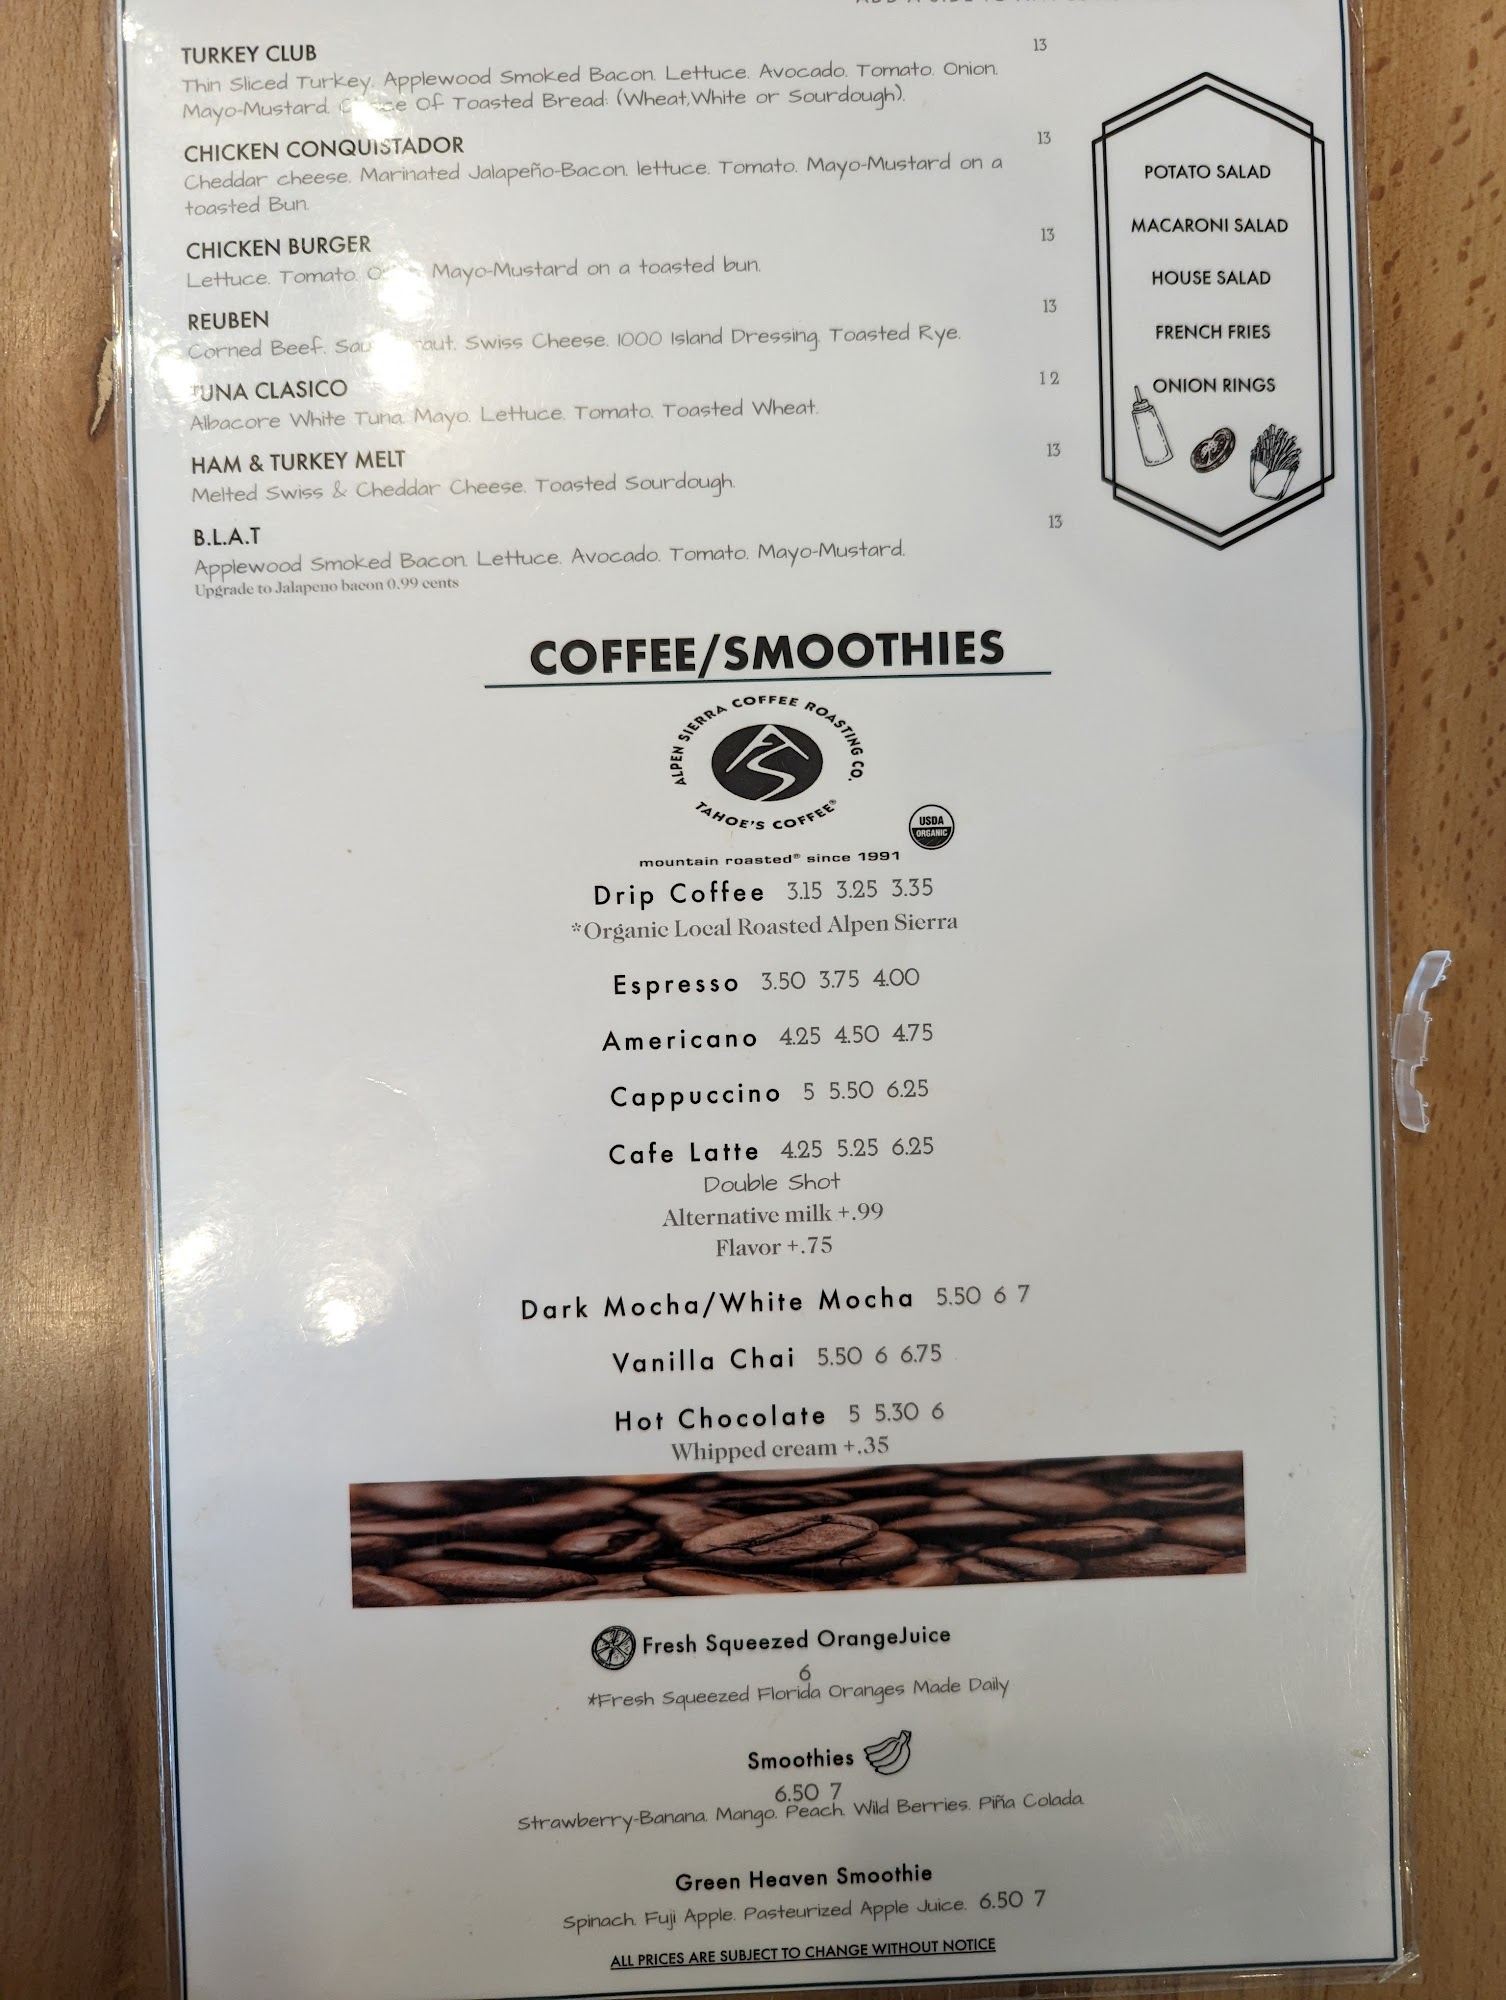 TURKEY CLUB 13
Thin Sliced Turkey. Applewood Smoked Bacon. Lettuce. Avocado. Tomato. Onion.
Mayo-Mustard. Of Toasted Bread: (Wheat,White or Sourdough).
CHICKEN CONQUISTADOR 13
Cheddar cheese. Marinated Jalapeño-Bacon. lettuce. Tomato. Mayo-Mustard on a
toasted Bun.
CHICKEN BURGER 13
Lettuce. Tomato. Mayo-Mustard on a toasted bun.
REUBEN 13
Corned Beef. Swiss Cheese. 1000 Island Dressing. Toasted Rye.
TUNA CLASICO 12
Albacore White Tuna. Mayo. Lettuce. Tomato. Toasted Wheat.
HAM & TURKEY MELT 13
Melted Swiss & Cheddar Cheese. Toasted Sourdough.
B.L.A.T 13
Applewood Smoked Bacon. Lettuce. Avocado. Tomato. Mayo-Mustard.
Upgrade to Jalapeno bacon 0.99 cents
POTATO SALAD
MACARONI SALAD
HOUSE SALAD
FRENCH FRIES
ONION RINGS
COFFEE/SMOOTHIES
ALPEN SIERRA COFFEE ROASTING CO.
TAHOE'S COFFEE®
USDA
ORGANIC
mountain roasted® since 1991
Drip Coffee 3.15 3.25 3.35
*Organic Local Roasted Alpen Sierra
Espresso 3.50 3.75 4.00
Americano 4.25 4.50 4.75
Cappuccino 5 5.50 6.25
Cafe Latte 4.25 5.25 6.25
Double Shot
Alternative milk +.99
Flavor +.75
Dark Mocha/White Mocha 5.50 6 7
Vanilla Chai 5.50 6 6.75
Hot Chocolate 5 5.30 6
Whipped cream +.35
Fresh Squeezed OrangeJuice
6
*Fresh Squeezed Florida Oranges Made Daily
Smoothies
6.50 7
Strawberry-Banana. Mango. Peach. Wild Berries. Piña Colada.
Green Heaven Smoothie
Spinach. Fuji Apple. Pasteurized Apple Juice. 6.50 7
ALL PRICES ARE SUBJECT TO CHANGE WITHOUT NOTICE